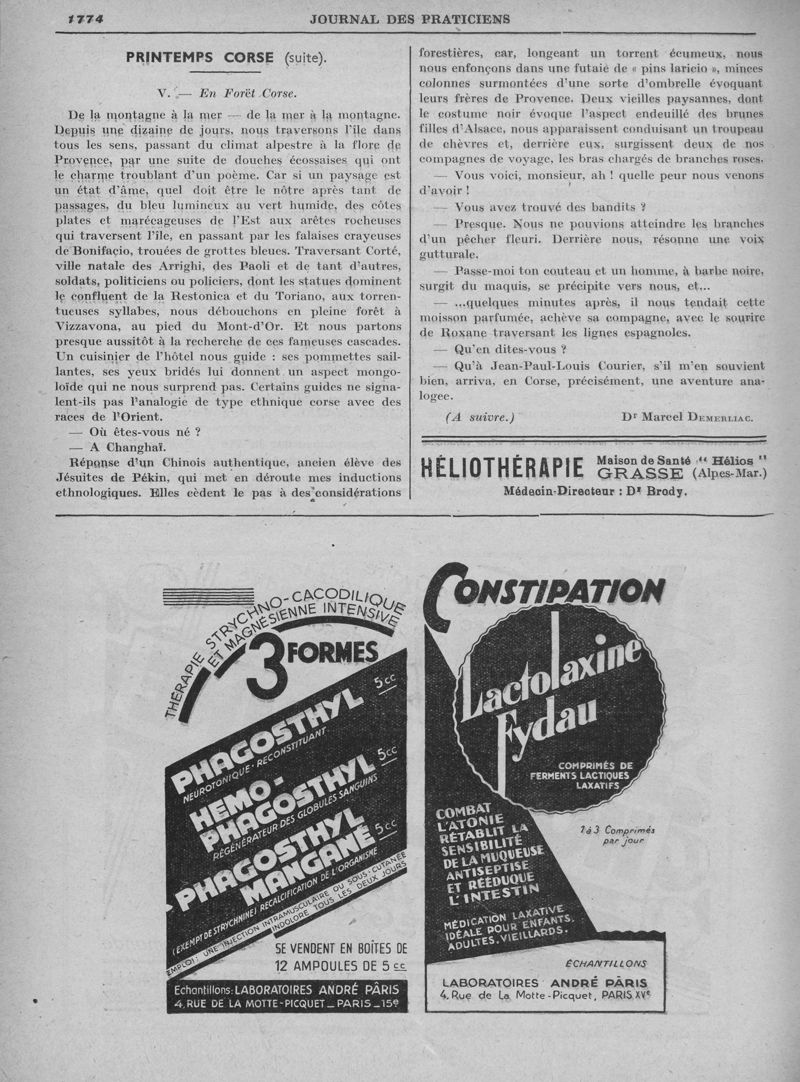 1774
JOURNAL DES PRATICIENS
PRINTEMPS CORSE (suite).
V. — En Forêt Corse.
De la montagne à la mer — de la mer à la montagne.
Depuis une dizaine de jours, nous traversons l'île dans
tous les sens, passant du climat alpestre à la flore de
Provence, par une suite de douches écossaises qui ont
le charme troublant d'un poème. Car si un paysage est
un état d'âme, quel doit être le nôtre après tant de
passages, du bleu lumineux au vert humide, des côtes
plates et marécageuses de l'Est aux arêtes rocheuses
qui traversent l'île, en passant par les falaises crayeuses
de Bonifacio, trouées de grottes bleues. Traversant Corté,
ville natale des Arrighi, des Paoli et de tant d'autres,
soldats, politiciens ou policiers, dont les statues dominent
le confluent de la Restonica et du Toriano, aux torren-
tueuses syllabes, nous débouchons en pleine forêt à
Vizzavona, au pied du Mont-d'Or. Et nous partons
presque aussitôt à la recherche de ces fameuses cascades.
Un cuisinier de l'hôtel nous guide : ses pommettes sail-
lantes, ses yeux bridés lui donnent un aspect mongo-
loïde qui ne nous surprend pas. Certains guides ne signa-
lent-ils pas l'analogie de type ethnique corse avec des
races de l'Orient.
— Où êtes-vous né ?
— A Changhaï.
Réponse d'un Chinois authentique, ancien élève des
Jésuites de Pékin, qui met en déroute mes inductions
ethnologiques. Elles cèdent le pas à des considérations
forestières, car, longeant un torrent écumeux, nous
nous enfonçons dans une futaie de « pins laricio », minces
colonnes surmontées d'une sorte d'ombrelle évoquant
leurs frères de Provence. Deux vieilles paysannes, dont
le costume noir évoque l'aspect endeuillé des brunes
filles d'Alsace, nous apparaissent conduisant un troupeau
de chèvres et, derrière eux, surgissent deux de nos
compagnes de voyage, les bras chargés de branches roses.
— Vous voici, monsieur, ah ! quelle peur nous venons
d'avoir !
— Vous avez trouvé des bandits ?
— Presque. Nous ne pouvions atteindre les branches
d'un pêcher fleuri. Derrière nous, résonne une voix
gutturale.
— Passe-moi ton couteau et un homme, à barbe noire,
surgit du maquis, se précipite vers nous, et...
— ...quelques minutes après, il nous tendait cette
moisson parfumée, achève sa compagne, avec le sourire
de Roxane traversant les lignes espagnoles.
— Qu'en dites-vous ?
— Qu'à Jean-Paul-Louis Courier, s'il m'en souvient
bien, arriva, en Corse, précisément, une aventure ana-
logee.
(A suivre.) Dr Marcel Demerliac.
HÉLIOTHÉRAPIE Maison de Santé " Hélios "
GRASSE (Alpes-Mar.)
Médecin-Directeur : Dr Brody.
THÉRAPIE STRYCHNO-CACODILIQUE
ET MAGNÉSIENNE INTENSIVE
3 FORMES
PHAGOSTHYL 5cc
NEUROTONIQUE-RECONSTITUANT
HEMO-
PHAGOSTHYL 5cc
RÉGÉNÉRATEUR DES GLOBULES SANGUINS
PHAGOSTHYL 5cc
MANGANÉ
(EXEMPT DE STRYCHNINE) RECALCIFICATION DE L'ORGANISME
EMPLOI : UNE INJECTION INTRAMUSCULAIRE OU SOUS-CUTANÉE
INDOLORE TOUS LES DEUX JOURS
SE VENDENT EN BOÎTES DE
12 AMPOULES DE 5 cc
Échantillons: LABORATOIRES ANDRÉ PÂRIS
4, RUE DE LA MOTTE-PICQUET _ PARIS _ 15e
CONSTIPATION
Lactolaxine
Fydau
COMPRIMÉS DE
FERMENTS LACTIQUES
LAXATIFS
1 à 3 Comprimés
par jour
COMBAT
L'ATONIE
RÉTABLIT LA
SENSIBILITÉ
DE LA MUQUEUSE
ANTISEPTISE
ET RÉÉDUQUE
L'INTESTIN
MÉDICATION LAXATIVE
IDÉALE POUR ENFANTS,
ADULTES, VIEILLARDS.
ÉCHANTILLONS
LABORATOIRES ANDRÉ PÂRIS
4, Rue de La Motte-Picquet, PARIS XVe